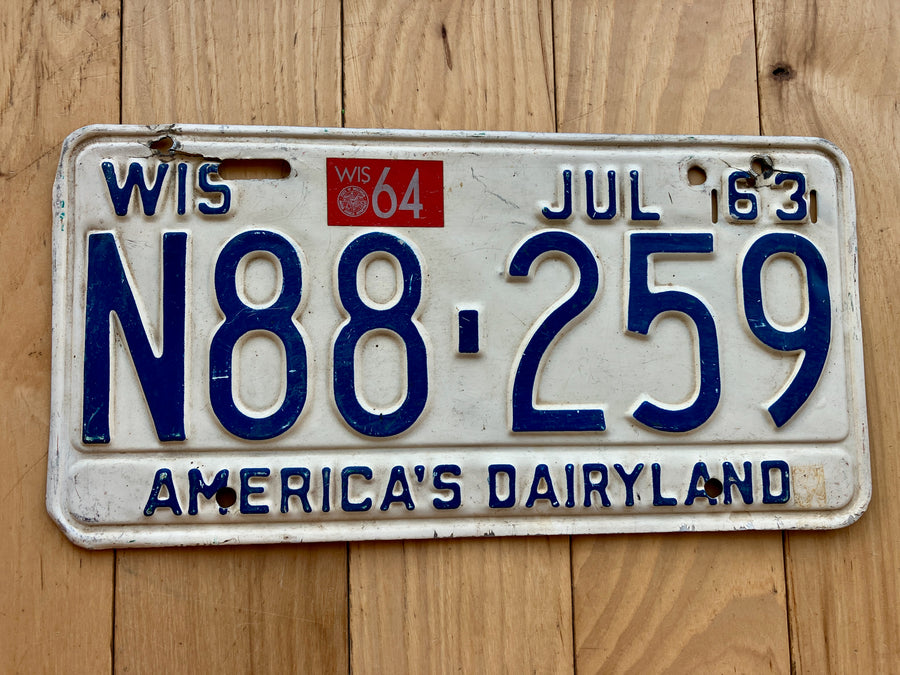 WIS WIS 64 JUL 63
N88-259
AMERICA'S DAIRYLAND